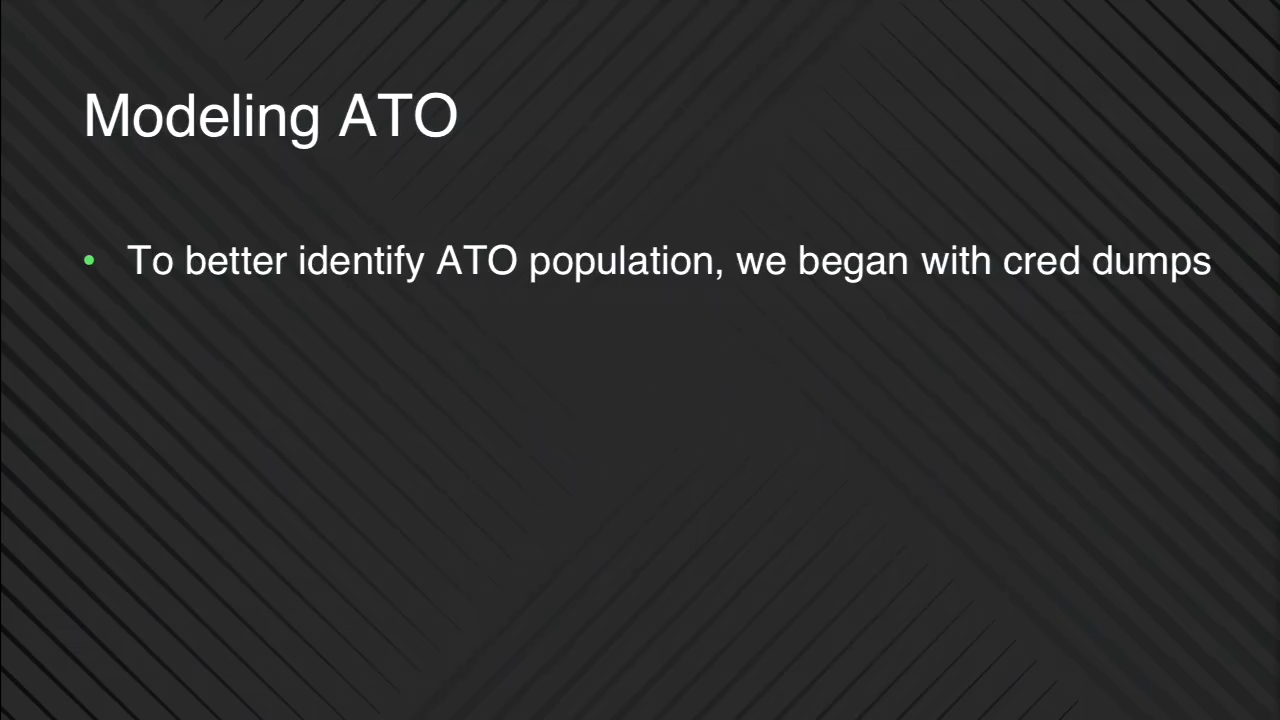 Modeling ATO
• To better identify ATO population, we began with cred dumps